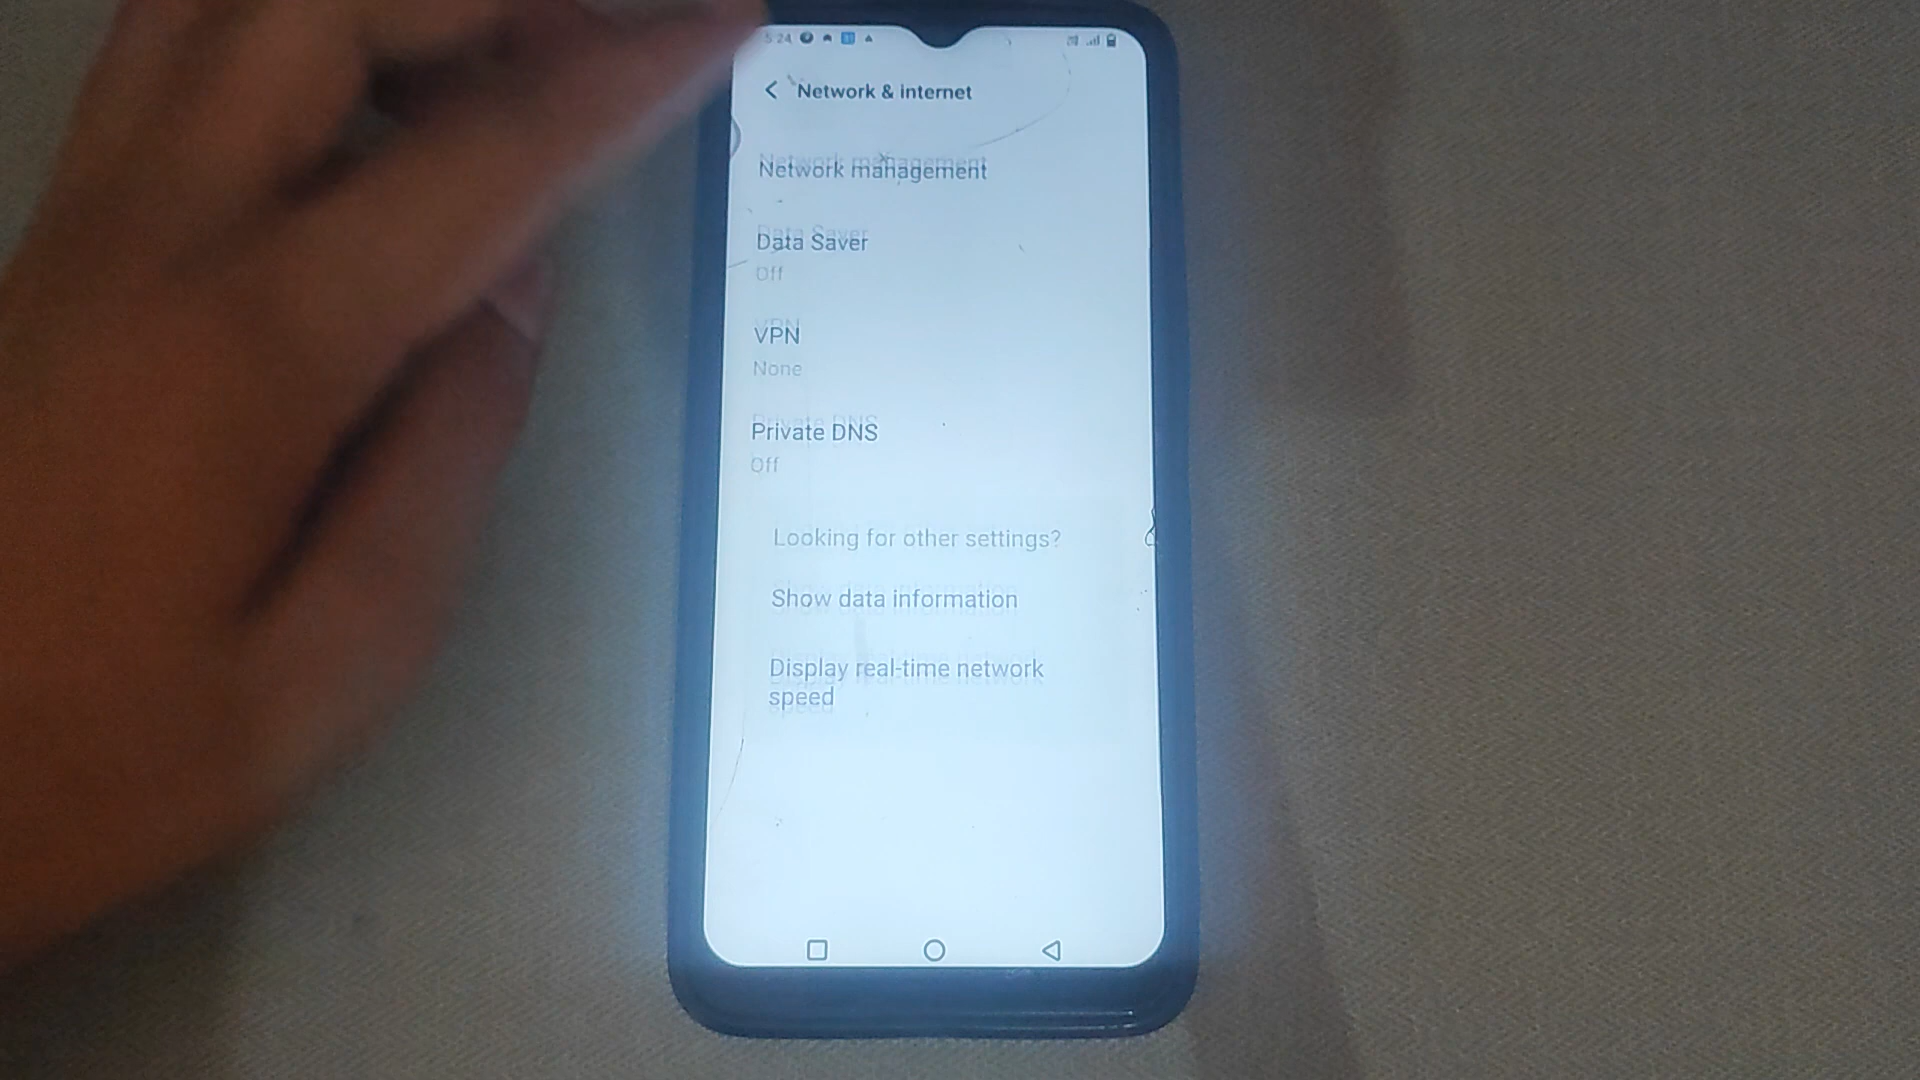 5:24
Network & internet
Network management
Data Saver
Off
VPN
None
Private DNS
Off
Looking for other settings?
Show data information
Display real-time network
speed